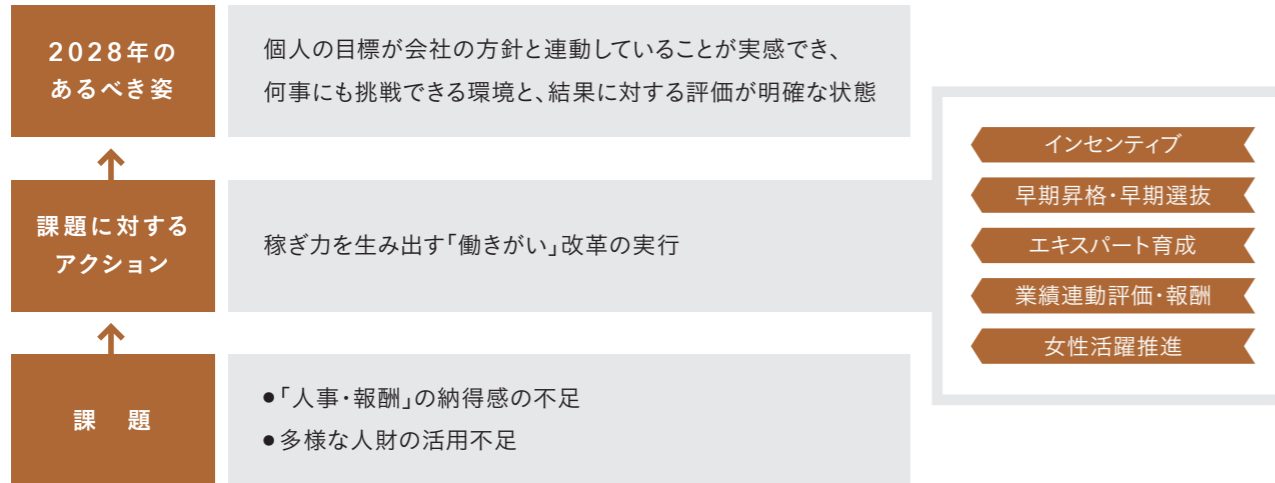 2028年の
あるべき姿
個人の目標が会社の方針と連動していることが実感でき、
何事にも挑戦できる環境と、結果に対する評価が明確な状態
課題に対する
アクション
稼ぎ力を生み出す「働きがい」改革の実行
インセンティブ
早期昇格・早期選抜
エキスパート育成
業績連動評価・報酬
女性活躍推進
課 題
●「人事・報酬」の納得感の不足
●多様な人財の活用不足